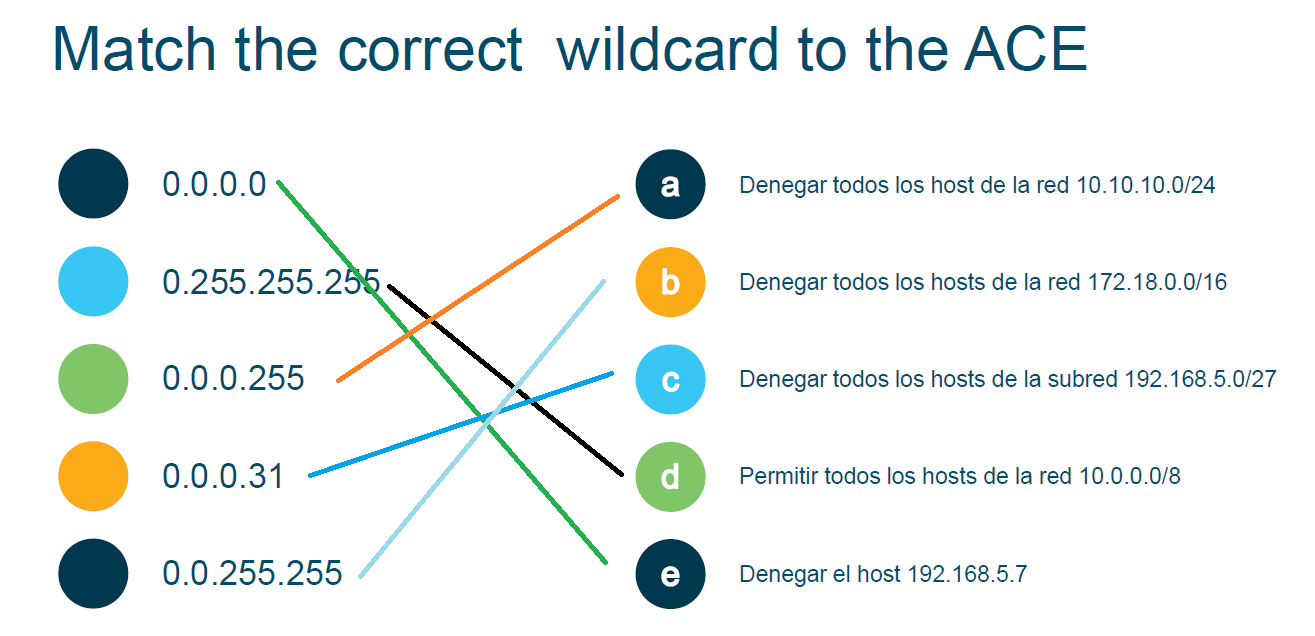 Match the correct wildcard to the ACE
0.0.0.0
a Denegar todos los host de la red 10.10.10.0/24
0.255.255.255
b Denegar todos los hosts de la red 172.18.0.0/16
0.0.0.255
c Denegar todos los hosts de la subred 192.168.5.0/27
0.0.0.31
d Permitir todos los hosts de la red 10.0.0.0/8
0.0.255.255
e Denegar el host 192.168.5.7